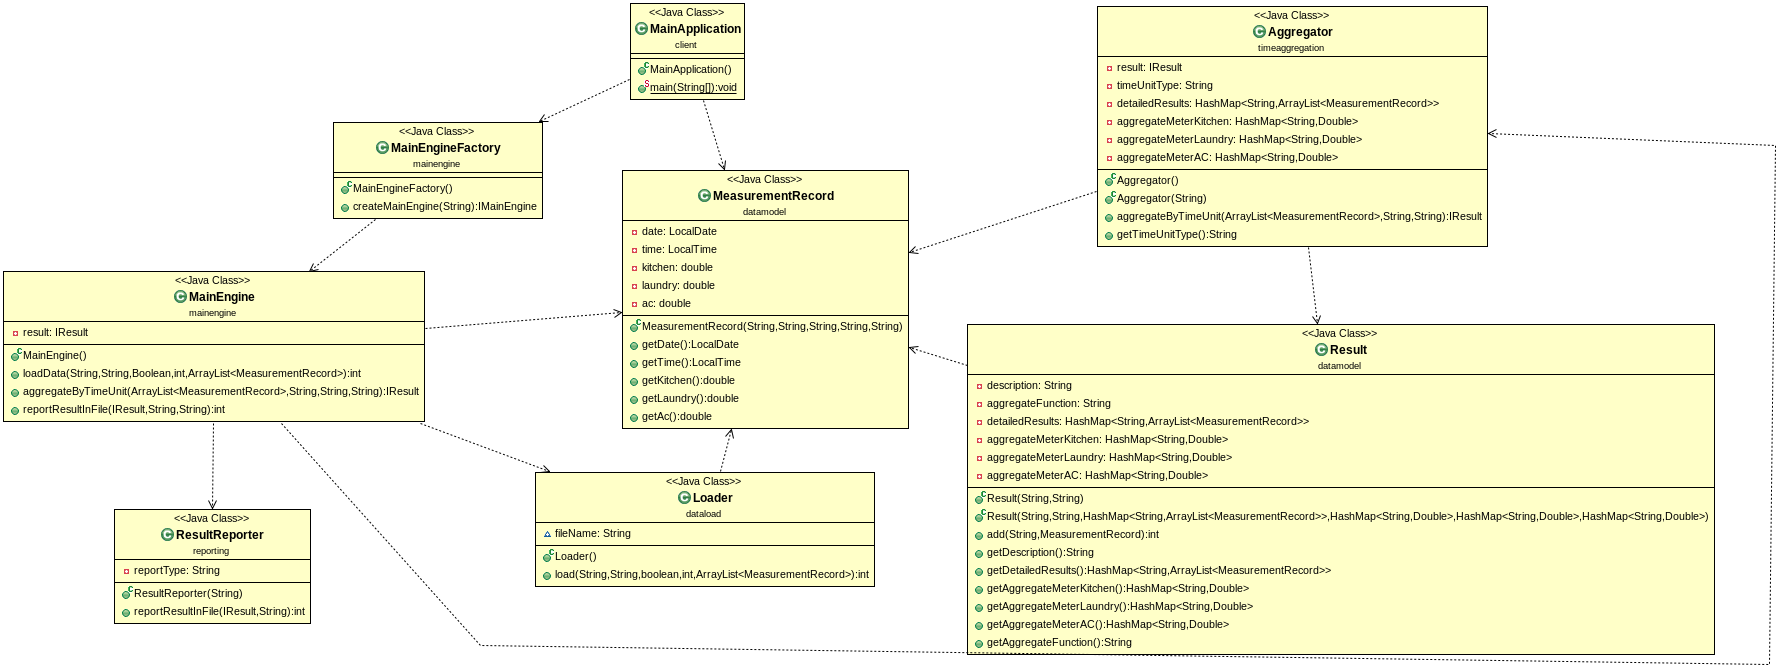 <<Java Class>>
MainApplication
client
MainApplication()
main(String[]):void
<<Java Class>>
MainEngineFactory
mainengine
MainEngineFactory()
createMainEngine(String):IMainEngine
<<Java Class>>
MainEngine
mainengine
result: IResult
MainEngine()
loadData(String,String,Boolean,int,ArrayList<MeasurementRecord>):int
aggregateByTimeUnit(ArrayList<MeasurementRecord>,String,String,String):IResult
reportResultInFile(IResult,String,String):int
<<Java Class>>
ResultReporter
reporting
reportType: String
ResultReporter(String)
reportResultInFile(IResult,String):int
<<Java Class>>
MeasurementRecord
datamodel
date: LocalDate
time: LocalTime
kitchen: double
laundry: double
ac: double
MeasurementRecord(String,String,String,String,String)
getDate():LocalDate
getTime():LocalTime
getKitchen():double
getLaundry():double
getAc():double
<<Java Class>>
Loader
dataload
fileName: String
Loader()
load(String,String,boolean,int,ArrayList<MeasurementRecord>):int
<<Java Class>>
Aggregator
timeaggregation
result: IResult
timeUnitType: String
detailedResults: HashMap<String,ArrayList<MeasurementRecord>>
aggregateMeterKitchen: HashMap<String,Double>
aggregateMeterLaundry: HashMap<String,Double>
aggregateMeterAC: HashMap<String,Double>
Aggregator()
Aggregator(String)
aggregateByTimeUnit(ArrayList<MeasurementRecord>,String,String):IResult
getTimeUnitType():String
<<Java Class>>
Result
datamodel
description: String
aggregateFunction: String
detailedResults: HashMap<String,ArrayList<MeasurementRecord>>
aggregateMeterKitchen: HashMap<String,Double>
aggregateMeterLaundry: HashMap<String,Double>
aggregateMeterAC: HashMap<String,Double>
Result(String,String)
Result(String,String,HashMap<String,ArrayList<MeasurementRecord>>,HashMap<String,Double>,HashMap<String,Double>,HashMap<String,Double>)
add(String,MeasurementRecord):int
getDescription():String
getDetailedResults():HashMap<String,ArrayList<MeasurementRecord>>
getAggregateMeterKitchen():HashMap<String,Double>
getAggregateMeterLaundry():HashMap<String,Double>
getAggregateMeterAC():HashMap<String,Double>
getAggregateFunction():String